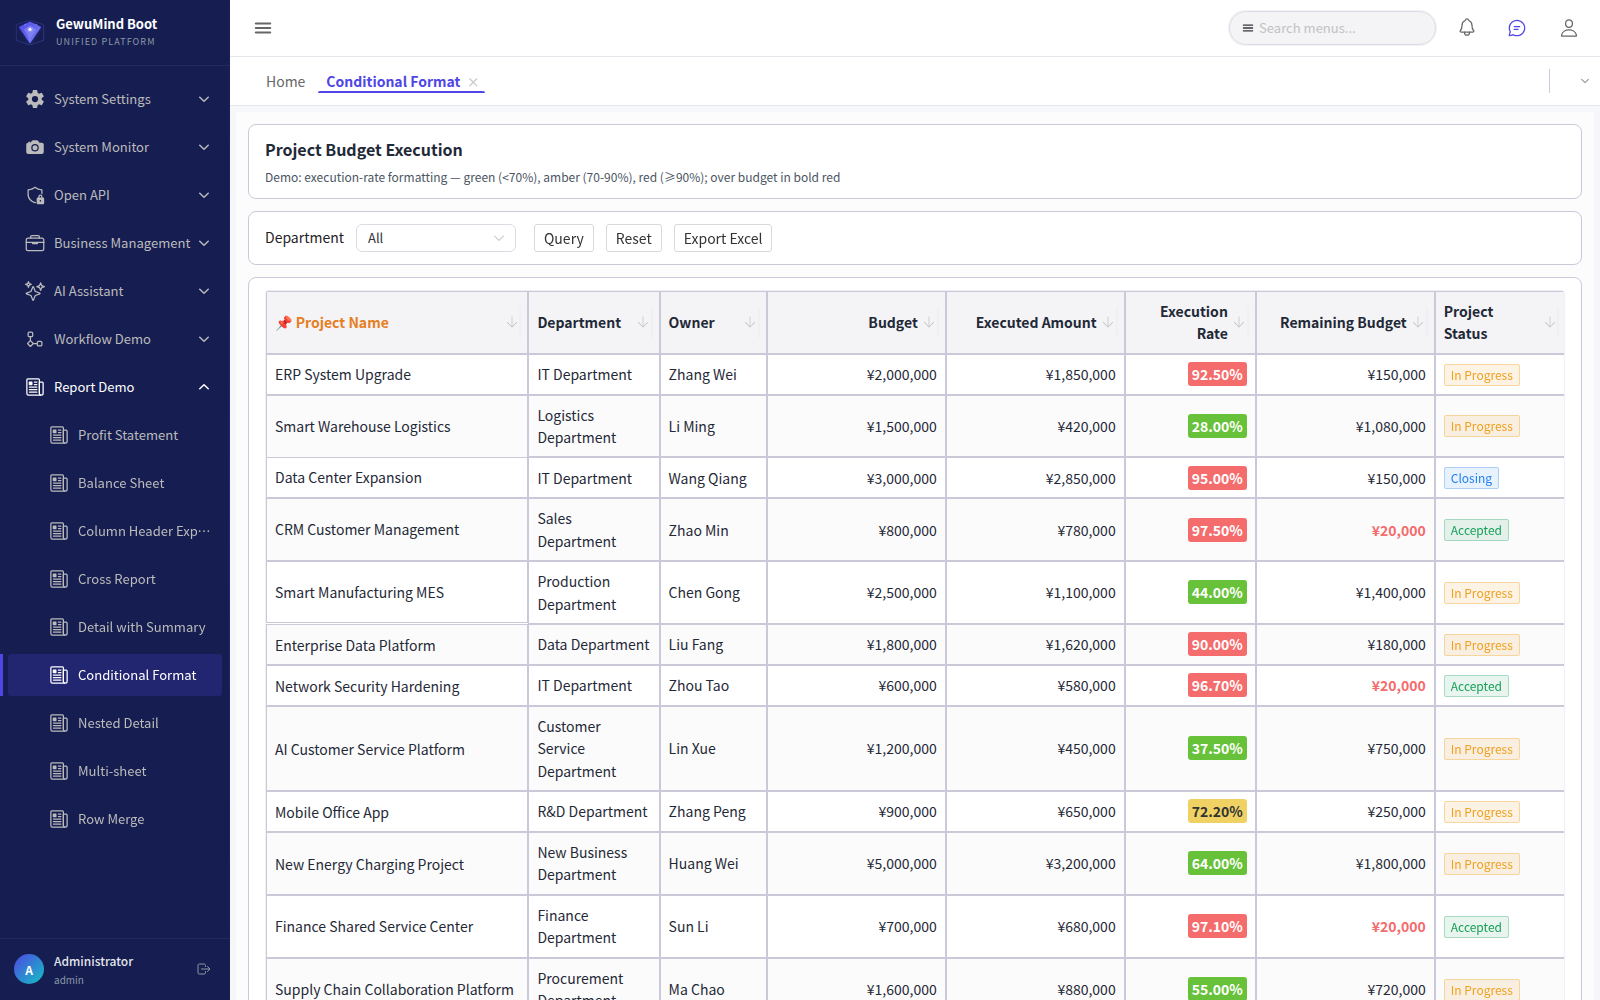 GewuMind Boot
UNIFIED PLATFORM
System Settings
System Monitor
Open API
Business Management
AI Assistant
Workflow Demo
Report Demo
Profit Statement
Balance Sheet
Column Header Exp···
Cross Report
Detail with Summary
Conditional Format
Nested Detail
Multi-sheet
Row Merge
A
Administrator
admin
Search menus...
Home
Conditional Format
Project Budget Execution
Demo: execution-rate formatting — green (<70%), amber (70-90%), red (≥90%); over budget in bold red
Department All Query Reset Export Excel
📌 Project Name Department Owner Budget Executed Amount Execution Rate Remaining Budget Project Status
ERP System Upgrade IT Department Zhang Wei ¥2,000,000 ¥1,850,000 92.50% ¥150,000 In Progress
Smart Warehouse Logistics Logistics Department Li Ming ¥1,500,000 ¥420,000 28.00% ¥1,080,000 In Progress
Data Center Expansion IT Department Wang Qiang ¥3,000,000 ¥2,850,000 95.00% ¥150,000 Closing
CRM Customer Management Sales Department Zhao Min ¥800,000 ¥780,000 97.50% ¥20,000 Accepted
Smart Manufacturing MES Production Department Chen Gong ¥2,500,000 ¥1,100,000 44.00% ¥1,400,000 In Progress
Enterprise Data Platform Data Department Liu Fang ¥1,800,000 ¥1,620,000 90.00% ¥180,000 In Progress
Network Security Hardening IT Department Zhou Tao ¥600,000 ¥580,000 96.70% ¥20,000 Accepted
AI Customer Service Platform Customer Service Department Lin Xue ¥1,200,000 ¥450,000 37.50% ¥750,000 In Progress
Mobile Office App R&D Department Zhang Peng ¥900,000 ¥650,000 72.20% ¥250,000 In Progress
New Energy Charging Project New Business Department Huang Wei ¥5,000,000 ¥3,200,000 64.00% ¥1,800,000 In Progress
Finance Shared Service Center Finance Department Sun Li ¥700,000 ¥680,000 97.10% ¥20,000 Accepted
Supply Chain Collaboration Platform Procurement Department Ma Chao ¥1,600,000 ¥880,000 55.00% ¥720,000 In Progress